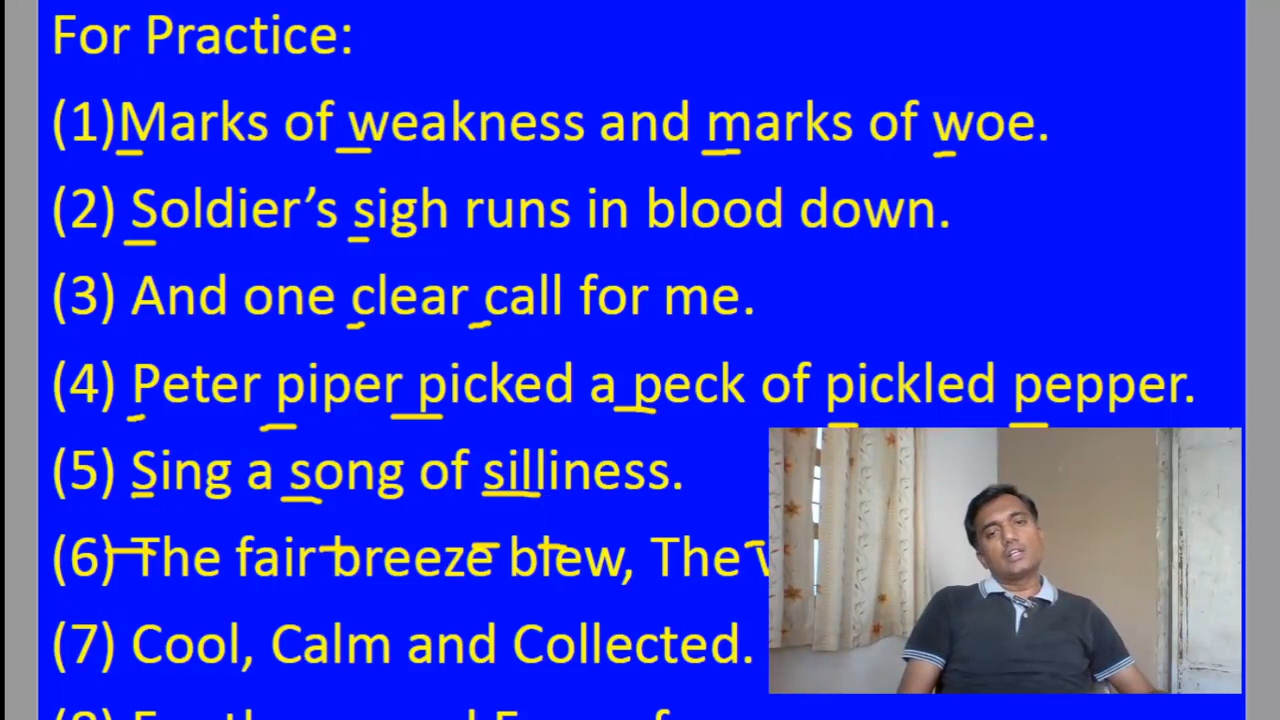 For Practice:
(1)Marks of weakness and marks of woe.
(2) Soldier’s sigh runs in blood down.
(3) And one clear call for me.
(4) Peter piper picked a peck of pickled pepper.
(5) Sing a song of silliness.
(6) The fair breeze blew, The
(7) Cool, Calm and Collected.